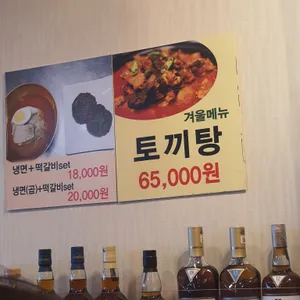 냉면+떡갈비set
18,000원
냉면(곱)+떡갈비set
20,000원
겨울메뉴
토끼탕
65,000원